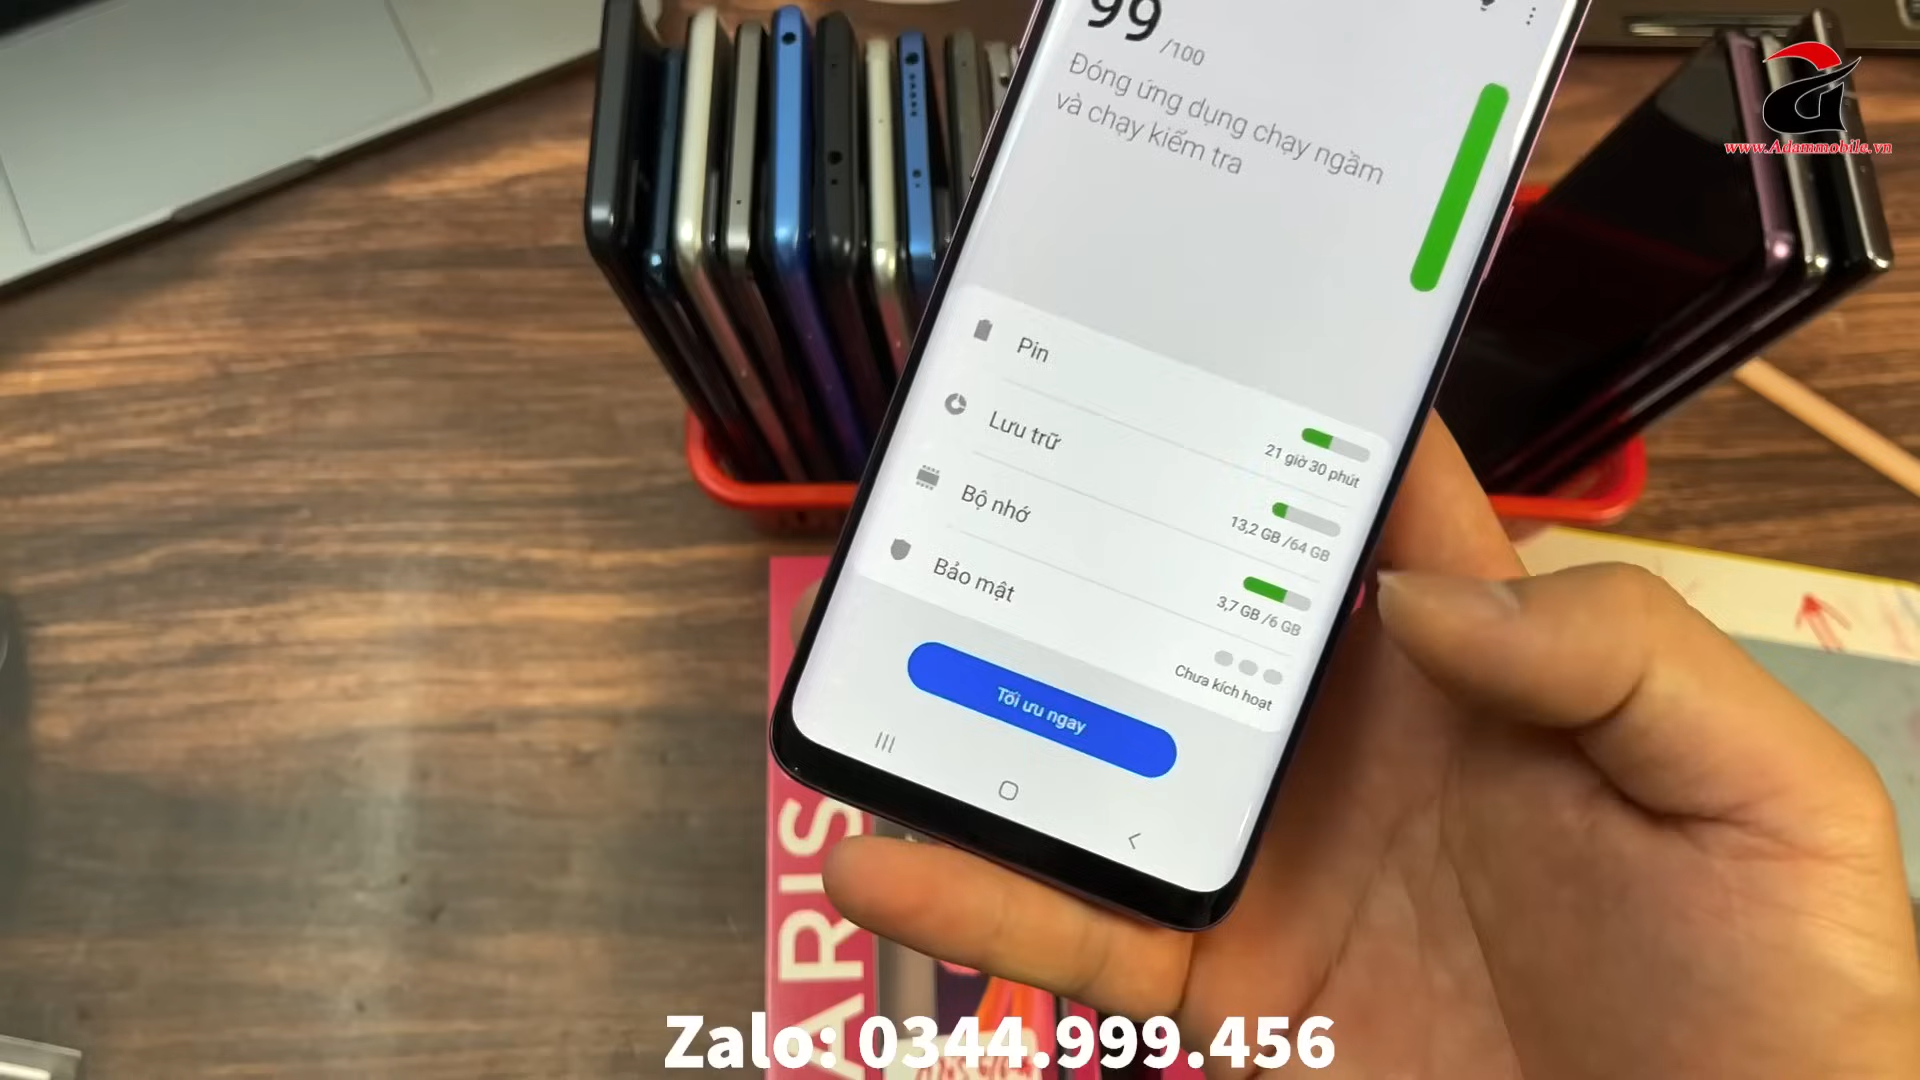 99
/100
Đóng ứng dụng chạy ngầm
và chạy kiểm tra
Pin
21 giờ 30 phút
Lưu trữ
13,2 GB /64 GB
Bộ nhớ
3,7 GB /6 GB
Bảo mật
Chưa kích hoạt
Tối ưu ngay
www.Adammobile.vn
ARIS
Zalo: 0344.999.456